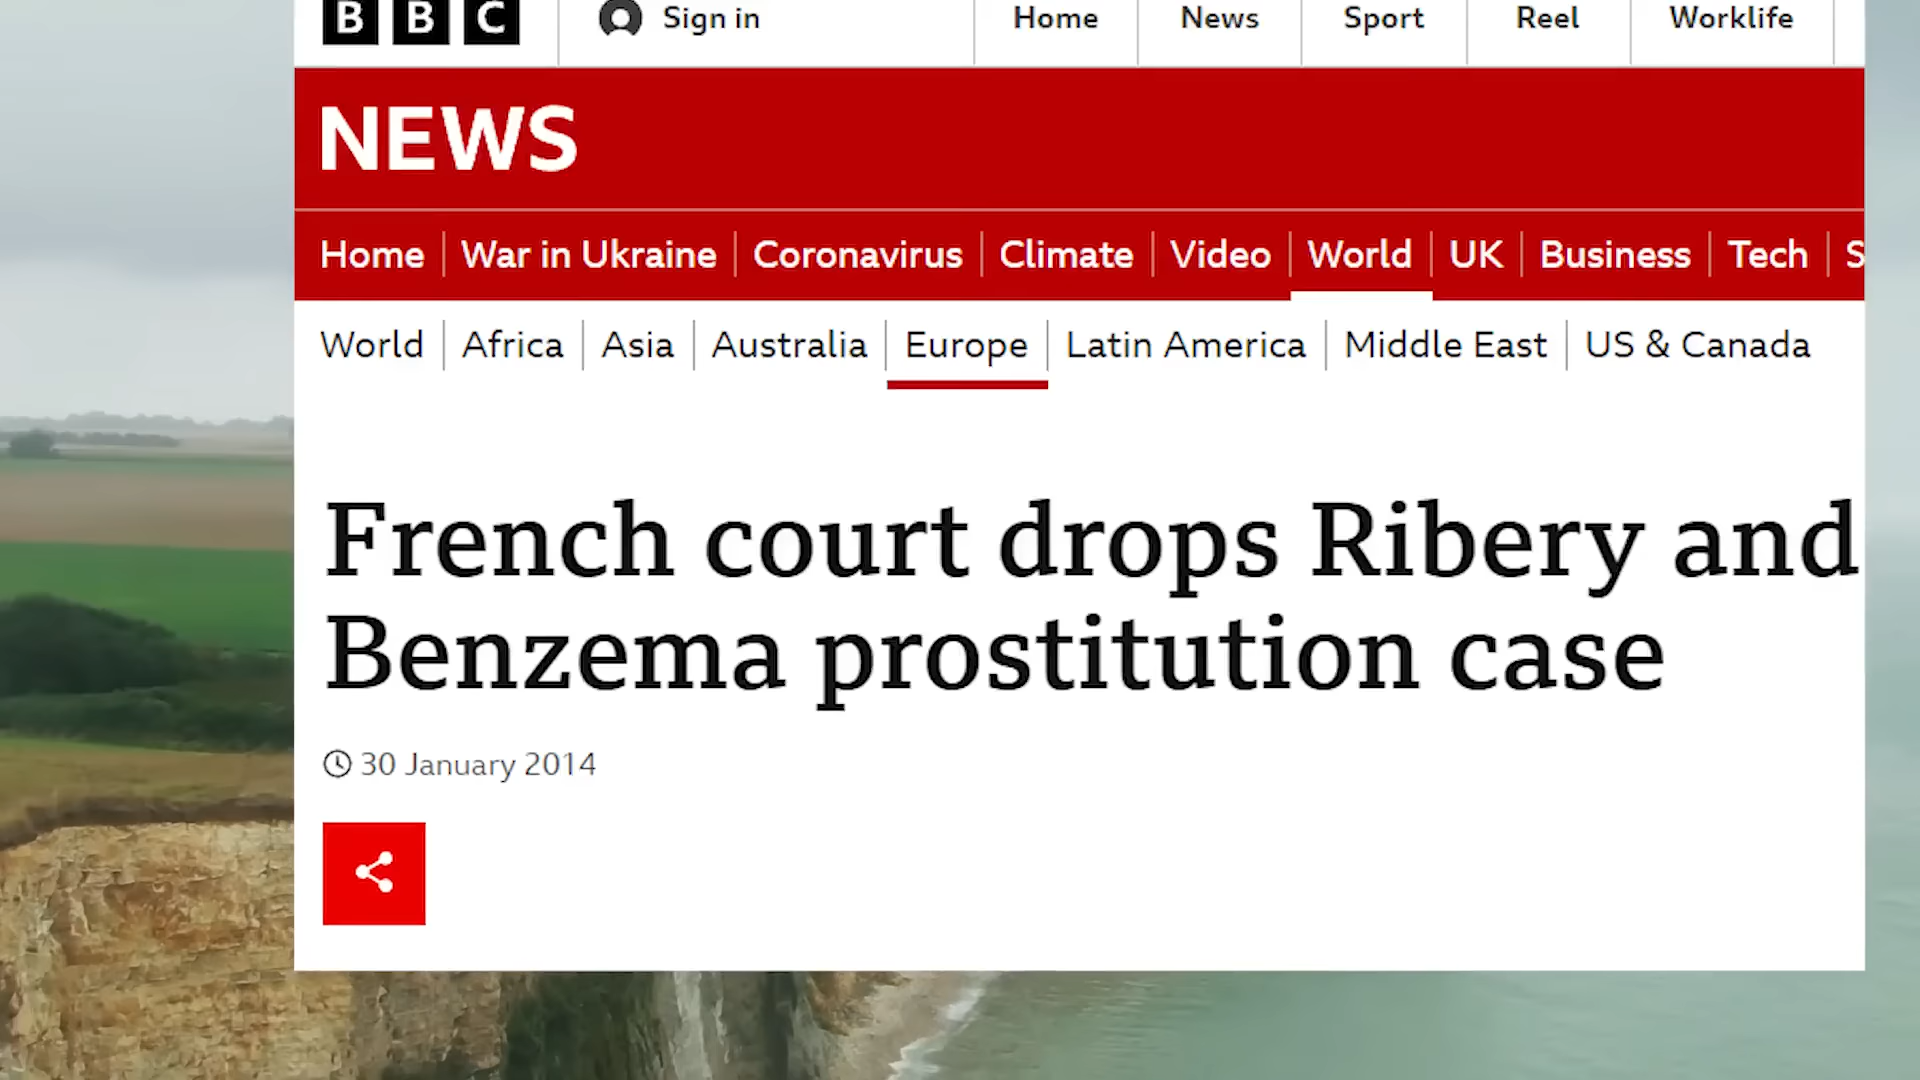 BBC Sign in Home News Sport Reel Worklife
NEWS
Home War in Ukraine Coronavirus Climate Video World UK Business Tech S
World Africa Asia Australia Europe Latin America Middle East US & Canada
French court drops Ribery and
Benzema prostitution case
30 January 2014